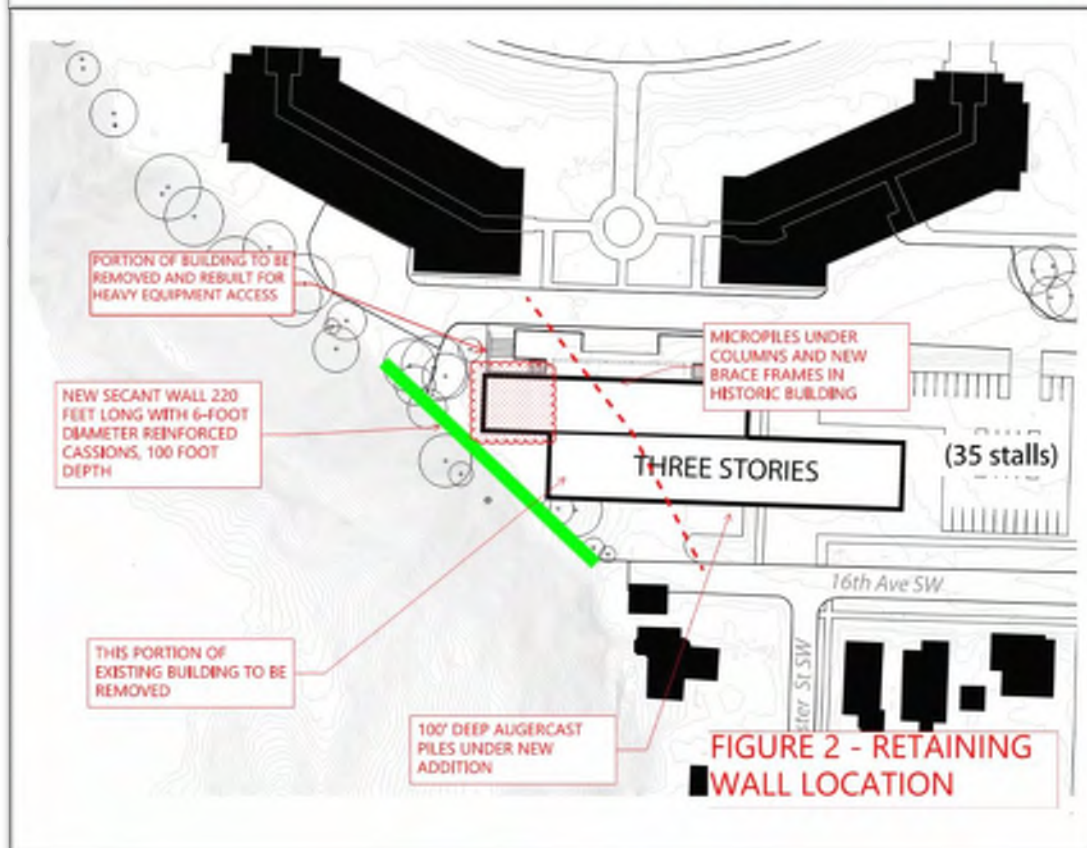 PORTION OF BUILDING TO BE
REMOVED AND REBUILT FOR
HEAVY EQUIPMENT ACCESS
MICROPILES UNDER
COLUMNS AND NEW
BRACE FRAMES IN
HISTORIC BUILDING
NEW SECANT WALL 220
FEET LONG WITH 6-FOOT
DIAMETER REINFORCED
CASSIONS, 100 FOOT
DEPTH
THREE STORIES
(35 stalls)
16th Ave SW
THIS PORTION OF
EXISTING BUILDING TO BE
REMOVED
ster St SW
100' DEEP AUGERCAST
PILES UNDER NEW
ADDITION
FIGURE 2 - RETAINING
WALL LOCATION